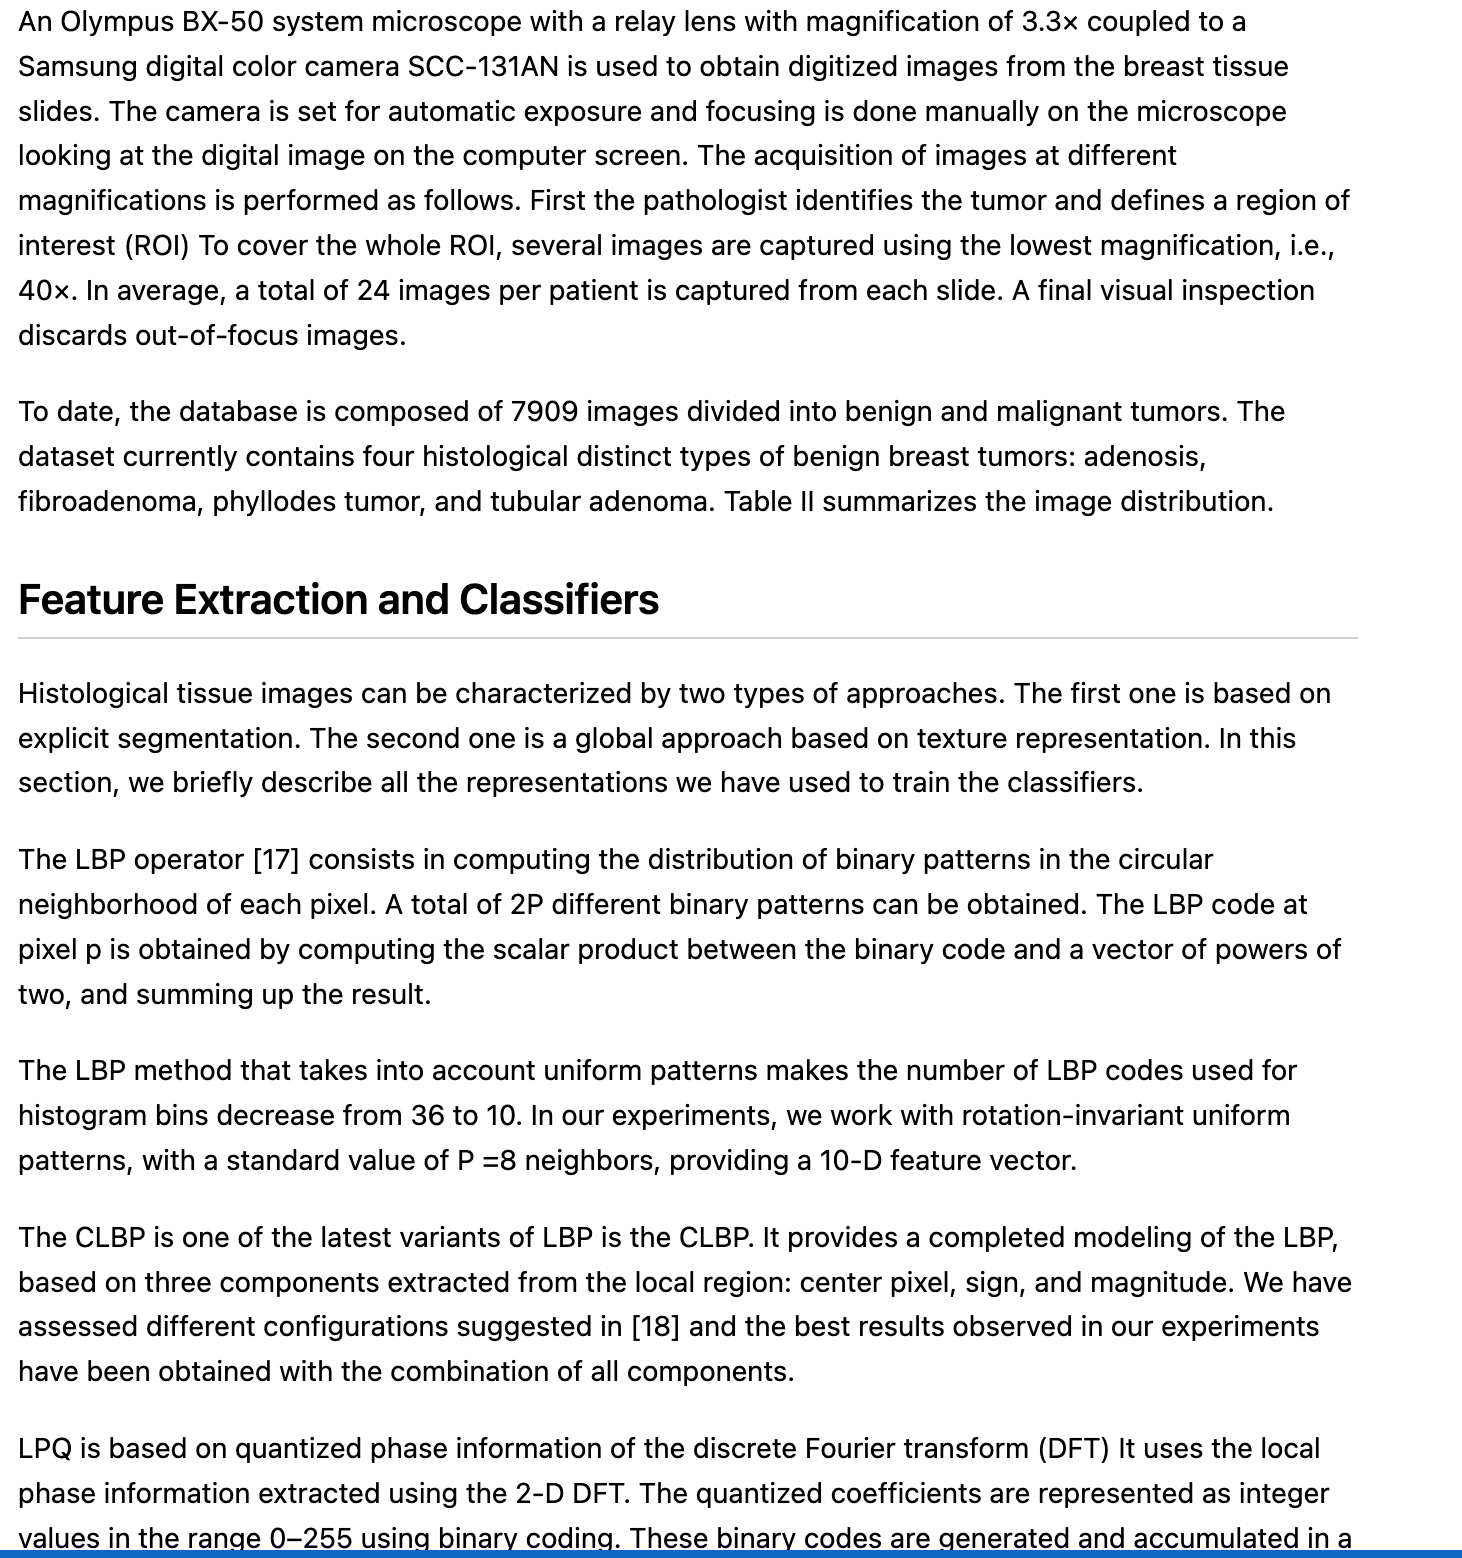 An Olympus BX-50 system microscope with a relay lens with magnification of 3.3× coupled to a
Samsung digital color camera SCC-131AN is used to obtain digitized images from the breast tissue
slides. The camera is set for automatic exposure and focusing is done manually on the microscope
looking at the digital image on the computer screen. The acquisition of images at different
magnifications is performed as follows. First the pathologist identifies the tumor and defines a region of
interest (ROI) To cover the whole ROI, several images are captured using the lowest magnification, i.e.,
40×. In average, a total of 24 images per patient is captured from each slide. A final visual inspection
discards out-of-focus images.
To date, the database is composed of 7909 images divided into benign and malignant tumors. The
dataset currently contains four histological distinct types of benign breast tumors: adenosis,
fibroadenoma, phyllodes tumor, and tubular adenoma. Table II summarizes the image distribution.
Feature Extraction and Classifiers
Histological tissue images can be characterized by two types of approaches. The first one is based on
explicit segmentation. The second one is a global approach based on texture representation. In this
section, we briefly describe all the representations we have used to train the classifiers.
The LBP operator [17] consists in computing the distribution of binary patterns in the circular
neighborhood of each pixel. A total of 2P different binary patterns can be obtained. The LBP code at
pixel p is obtained by computing the scalar product between the binary code and a vector of powers of
two, and summing up the result.
The LBP method that takes into account uniform patterns makes the number of LBP codes used for
histogram bins decrease from 36 to 10. In our experiments, we work with rotation-invariant uniform
patterns, with a standard value of P =8 neighbors, providing a 10-D feature vector.
The CLBP is one of the latest variants of LBP is the CLBP. It provides a completed modeling of the LBP,
based on three components extracted from the local region: center pixel, sign, and magnitude. We have
assessed different configurations suggested in [18] and the best results observed in our experiments
have been obtained with the combination of all components.
LPQ is based on quantized phase information of the discrete Fourier transform (DFT) It uses the local
phase information extracted using the 2-D DFT. The quantized coefficients are represented as integer
values in the range 0–255 using binary coding. These binary codes are generated and accumulated in a